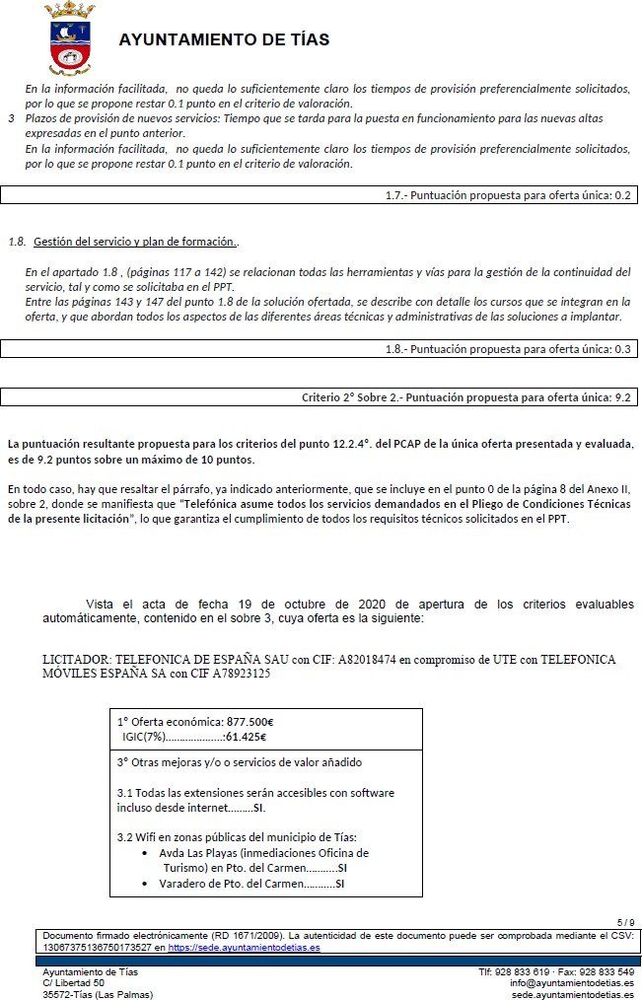 AYUNTAMIENTO DE TÍAS
En la información facilitada, no queda lo suficientemente claro los tiempos de provisión preferencialmente solicitados,
por lo que se propone restar 0.1 punto en el criterio de valoración.
3 Plazos de provisión de nuevos servicios: Tiempo que se tarda para la puesta en funcionamiento para las nuevas altas
expresadas en el punto anterior.
En la información facilitada, no queda lo suficientemente claro los tiempos de provisión preferencialmente solicitados,
por lo que se propone restar 0.1 punto en el criterio de valoración.
1.7.- Puntuación propuesta para oferta única: 0.2
1.8. Gestión del servicio y plan de formación..
En el apartado 1.8 , (páginas 117 a 142) se relacionan todas las herramientas y vías para la gestión de la continuidad del
servicio, tal y como se solicitaba en el PPT.
Entre las páginas 143 y 147 del punto 1.8 de la solución ofertada, se describe con detalle los cursos que se integran en la
oferta, y que abordan todos los aspectos de las diferentes áreas técnicas y administrativas de las soluciones a implantar.
1.8.- Puntuación propuesta para oferta única: 0.3
Criterio 2º Sobre 2.- Puntuación propuesta para oferta única: 9.2
La puntuación resultante propuesta para los criterios del punto 12.2.4º. del PCAP de la única oferta presentada y evaluada,
es de 9.2 puntos sobre un máximo de 10 puntos.
En todo caso, hay que resaltar el párrafo, ya indicado anteriormente, que se incluye en el punto 0 de la página 8 del Anexo II,
sobre 2, donde se manifiesta que “Telefónica asume todos los servicios demandados en el Pliego de Condiciones Técnicas
de la presente licitación”, lo que garantiza el cumplimiento de todos los requisitos técnicos solicitados en el PPT.
Vista el acta de fecha 19 de octubre de 2020 de apertura de los criterios evaluables
automáticamente, contenido en el sobre 3, cuya oferta es la siguiente:
LICITADOR: TELEFONICA DE ESPAÑA SAU con CIF: A82018474 en compromiso de UTE con TELEFONICA
MÓVILES ESPAÑA SA con CIF A78923125
1º Oferta económica: 877.500€
IGIC(7%)....................:61.425€
3º Otras mejoras y/o o servicios de valor añadido
3.1 Todas las extensiones serán accesibles con software
incluso desde internet.........SI.
3.2 Wifi en zonas públicas del municipio de Tías:
• Avda Las Playas (inmediaciones Oficina de
Turismo) en Pto. del Carmen...........SI
• Varadero de Pto. del Carmen...........SI
5 / 9
Documento firmado electrónicamente (RD 1671/2009). La autenticidad de este documento puede ser comprobada mediante el CSV:
13067375136750173527 en https://sede.ayuntamientodetias.es
Ayuntamiento de Tías
C/ Libertad 50
35572-Tías (Las Palmas)
Tlf: 928 833 619 · Fax: 928 833 549
info@ayuntamientodetias.es
sede.ayuntamientodetias.es